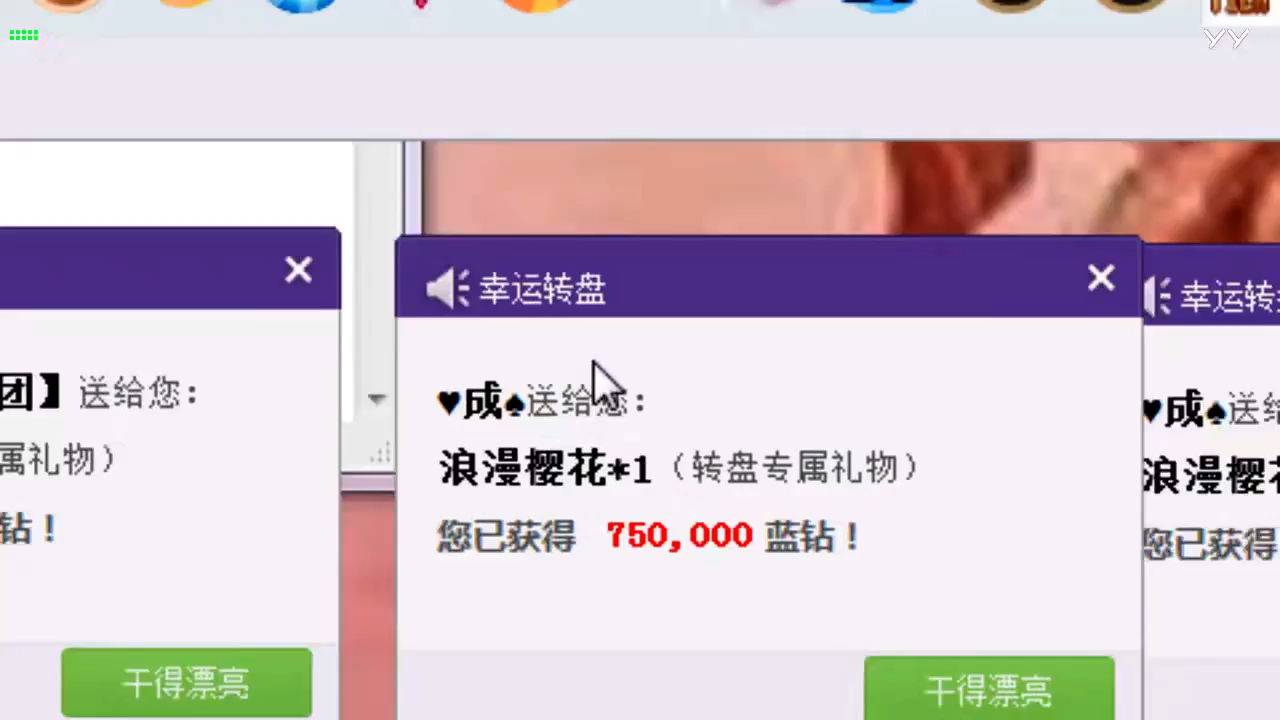 YY
幸运转盘
幸运转
团】送给您:
属礼物）
钻！
♥成♠送给您:
浪漫樱花*1（转盘专属礼物）
您已获得 750,000 蓝钻！
♥成♠送给
浪漫樱花
您已获得
干得漂亮
干得漂亮